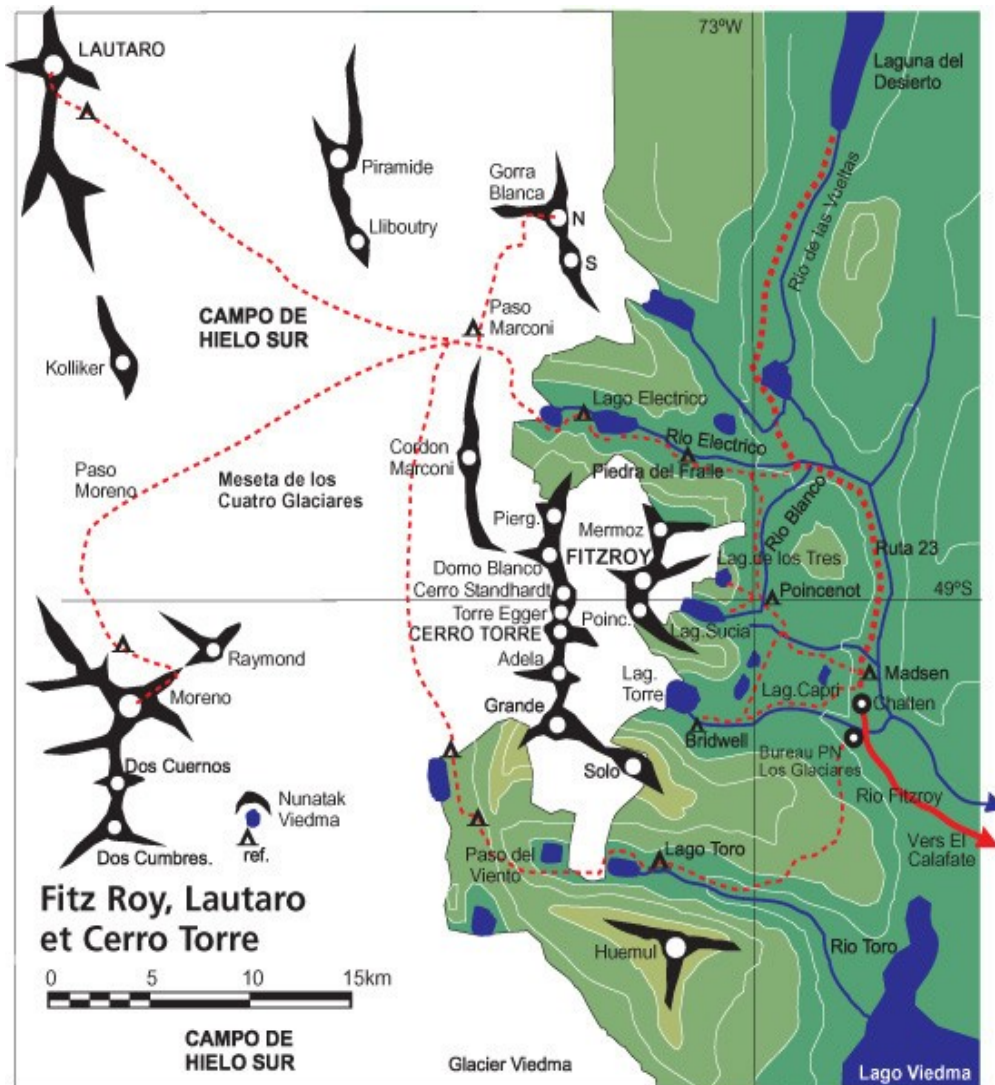 73ºW
LAUTARO
Laguna del
Desierto
Piramide
Gorra
Blanca
N
Lliboutry
S
Rio de las Vueltas
CAMPO DE
HIELO SUR
Paso
Marconi
Kolliker
Lago Electrico
Rio Electrico
Cordon
Marconi
Paso
Moreno
Meseta de los
Cuatro Glaciares
Piedra del Fraile
Pierg.
Mermoz
Rio Blanco
Ruta 23
FITZROY
Lag. de los Tres
Domo Blanco
Cerro Standhardt
Poincenot
49ºS
Torre Egger
Poinc.
CERRO TORRE
Lag.Sucia
Raymond
Adela
Madsen
Moreno
Lag.
Torre
Lag.Capri
Chalten
Grande
Bridwell
Bureau PN
Los Glaciares
Solo
Dos Cuernos
Rio Fitzroy
Nunatak
Viedma
ref.
Vers El
Calafate
Dos Cumbres.
Paso del
Viento
Lago Toro
Fitz Roy, Lautaro
et Cerro Torre
Huemul
Rio Toro
0 5 10 15km
CAMPO DE
HIELO SUR
Glacier Viedma
Lago Viedma